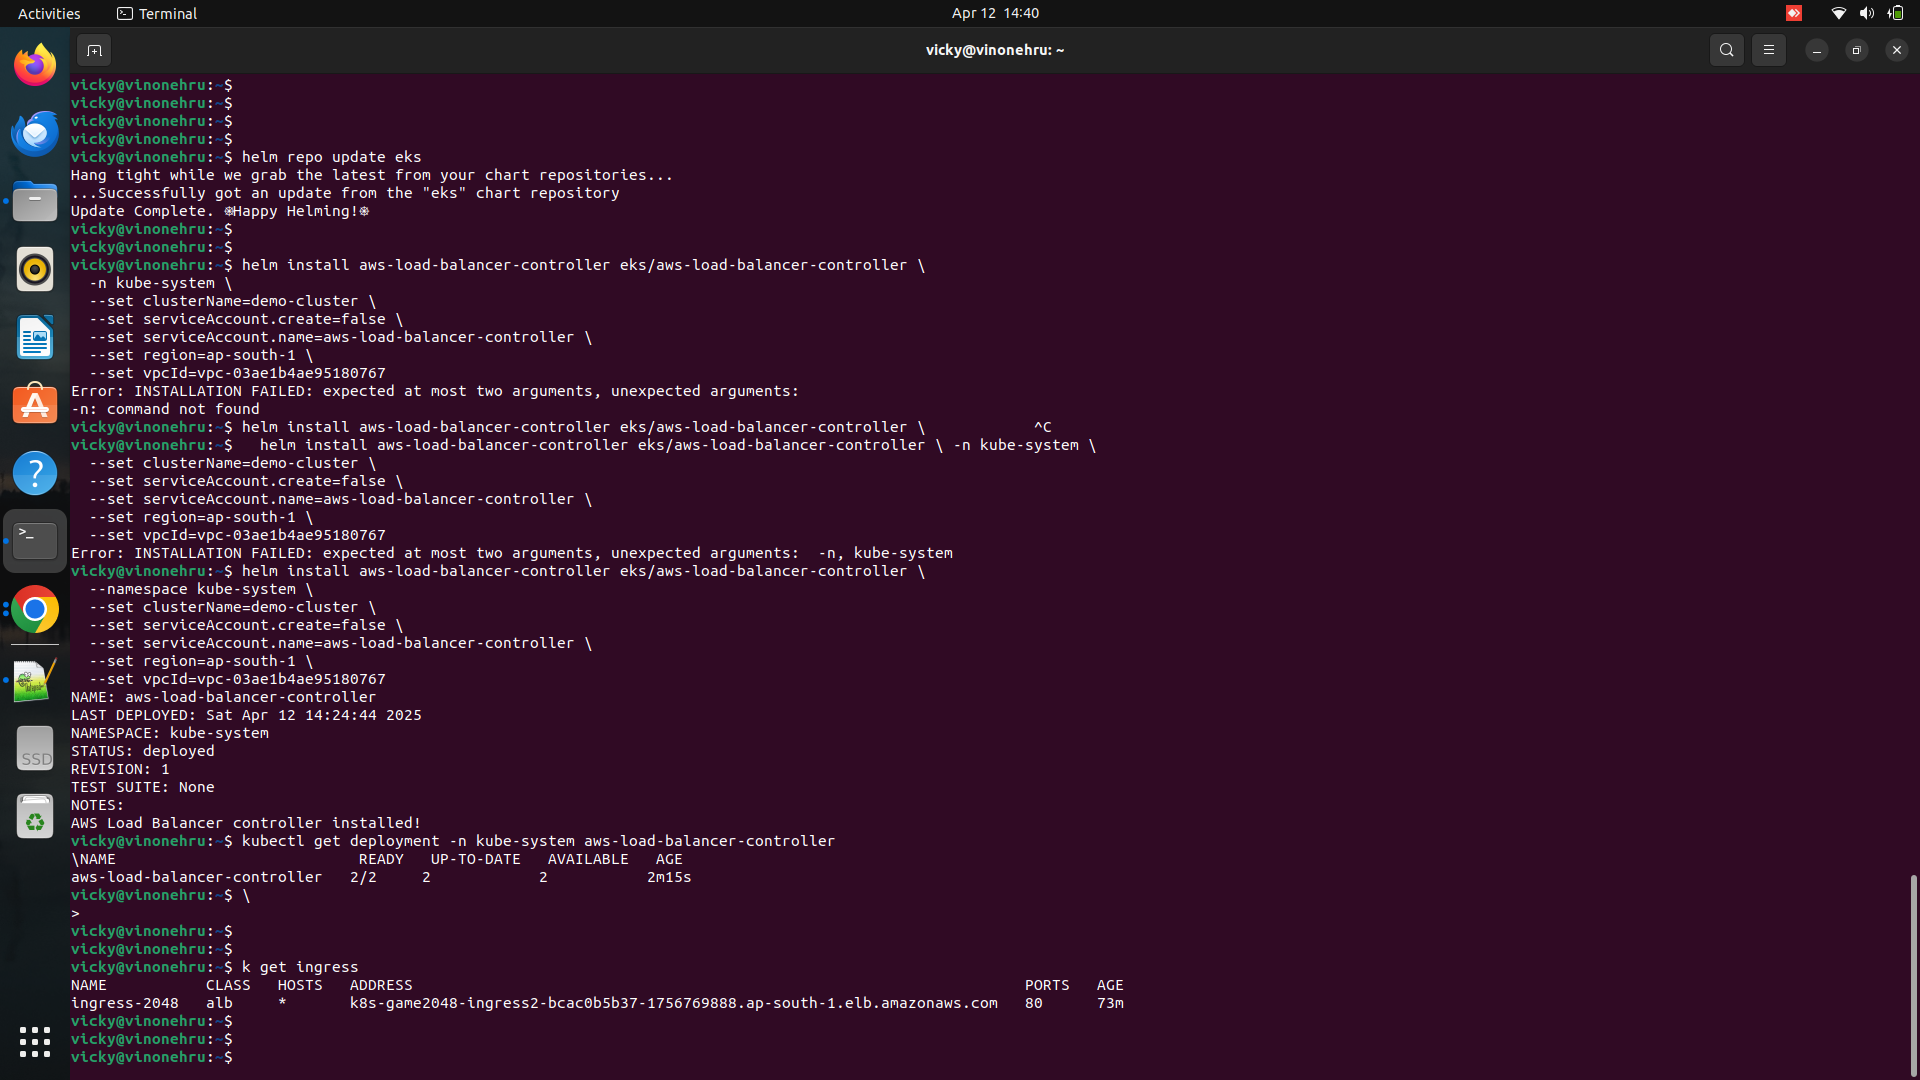 Activities
Terminal
Apr 12 14:40
vicky@vinonehru: ~
vicky@vinonehru:~$
vicky@vinonehru:~$
vicky@vinonehru:~$
vicky@vinonehru:~$
vicky@vinonehru:~$ helm repo update eks
Hang tight while we grab the latest from your chart repositories...
...Successfully got an update from the "eks" chart repository
Update Complete. ⎈Happy Helming!⎈
vicky@vinonehru:~$
vicky@vinonehru:~$
vicky@vinonehru:~$ helm install aws-load-balancer-controller eks/aws-load-balancer-controller \
  -n kube-system \
  --set clusterName=demo-cluster \
  --set serviceAccount.create=false \
  --set serviceAccount.name=aws-load-balancer-controller \
  --set region=ap-south-1 \
  --set vpcId=vpc-03ae1b4ae95180767
Error: INSTALLATION FAILED: expected at most two arguments, unexpected arguments:
-n: command not found
vicky@vinonehru:~$ helm install aws-load-balancer-controller eks/aws-load-balancer-controller \            ^C
vicky@vinonehru:~$   helm install aws-load-balancer-controller eks/aws-load-balancer-controller \ -n kube-system \
  --set clusterName=demo-cluster \
  --set serviceAccount.create=false \
  --set serviceAccount.name=aws-load-balancer-controller \
  --set region=ap-south-1 \
  --set vpcId=vpc-03ae1b4ae95180767
Error: INSTALLATION FAILED: expected at most two arguments, unexpected arguments:  -n, kube-system
vicky@vinonehru:~$ helm install aws-load-balancer-controller eks/aws-load-balancer-controller \
  --namespace kube-system \
  --set clusterName=demo-cluster \
  --set serviceAccount.create=false \
  --set serviceAccount.name=aws-load-balancer-controller \
  --set region=ap-south-1 \
  --set vpcId=vpc-03ae1b4ae95180767
NAME: aws-load-balancer-controller
LAST DEPLOYED: Sat Apr 12 14:24:44 2025
NAMESPACE: kube-system
STATUS: deployed
REVISION: 1
TEST SUITE: None
NOTES:
AWS Load Balancer controller installed!
vicky@vinonehru:~$ kubectl get deployment -n kube-system aws-load-balancer-controller
\NAME                           READY   UP-TO-DATE   AVAILABLE   AGE
aws-load-balancer-controller   2/2     2            2           2m15s
vicky@vinonehru:~$ \
>
vicky@vinonehru:~$
vicky@vinonehru:~$
vicky@vinonehru:~$ k get ingress
NAME           CLASS   HOSTS   ADDRESS                                                                    PORTS   AGE
ingress-2048   alb     *       k8s-game2048-ingress2-bcac0b5b37-1756769888.ap-south-1.elb.amazonaws.com   80      73m
vicky@vinonehru:~$
vicky@vinonehru:~$
vicky@vinonehru:~$
SSD